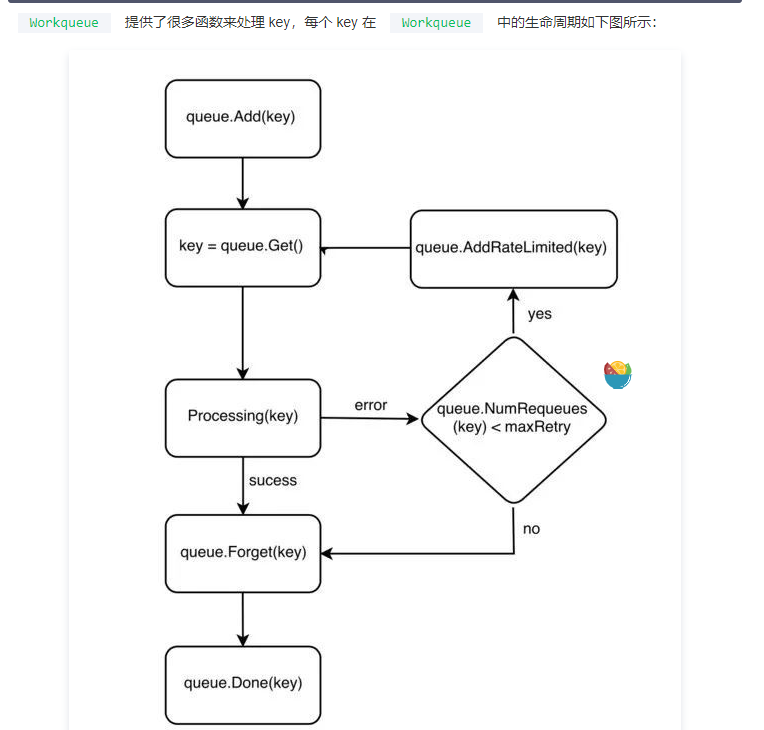 Workqueue 提供了很多函数来处理 key，每个 key 在 Workqueue 中的生命周期如下图所示：
queue.Add(key)
key = queue.Get()
queue.AddRateLimited(key)
yes
Processing(key)
error
queue.NumRequeues
(key) < maxRetry
sucess
no
queue.Forget(key)
queue.Done(key)